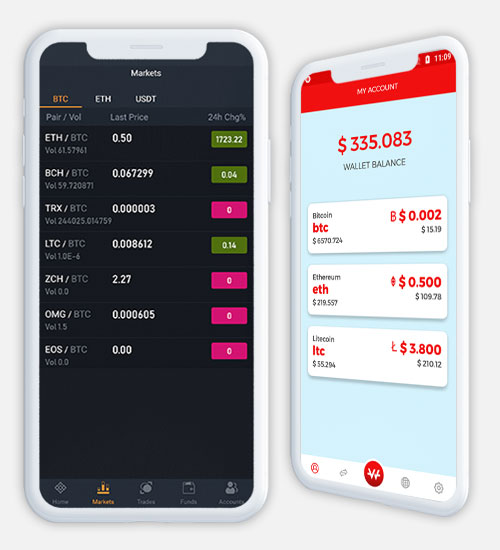 Markets
BTC ETH USDT
Pair / Vol Last Price 24h Chg%
ETH / BTC 0.50 1723.22
Vol 61.57961
BCH / BTC 0.067299 0.04
Vol 59.720871
TRX / BTC 0.000003 0
Vol 244025.014759
LTC / BTC 0.008612 0.14
Vol 1.0E-6
ZCH / BTC 2.27 0
Vol 0.0
OMG / BTC 0.000605 0
Vol 1.5
EOS / BTC 0.00 0
Vol 0.0
Home Markets Trades Funds Accounts
11:09
MY ACCOUNT
$ 335.083
WALLET BALANCE
Bitcoin
btc
$ 6570.724
฿ $ 0.002
$ 15.19
Ethereum
eth
$ 219.557
$ 0.500
$ 109.78
Litecoin
ltc
$ 55.294
Ł $ 3.800
$ 210.12